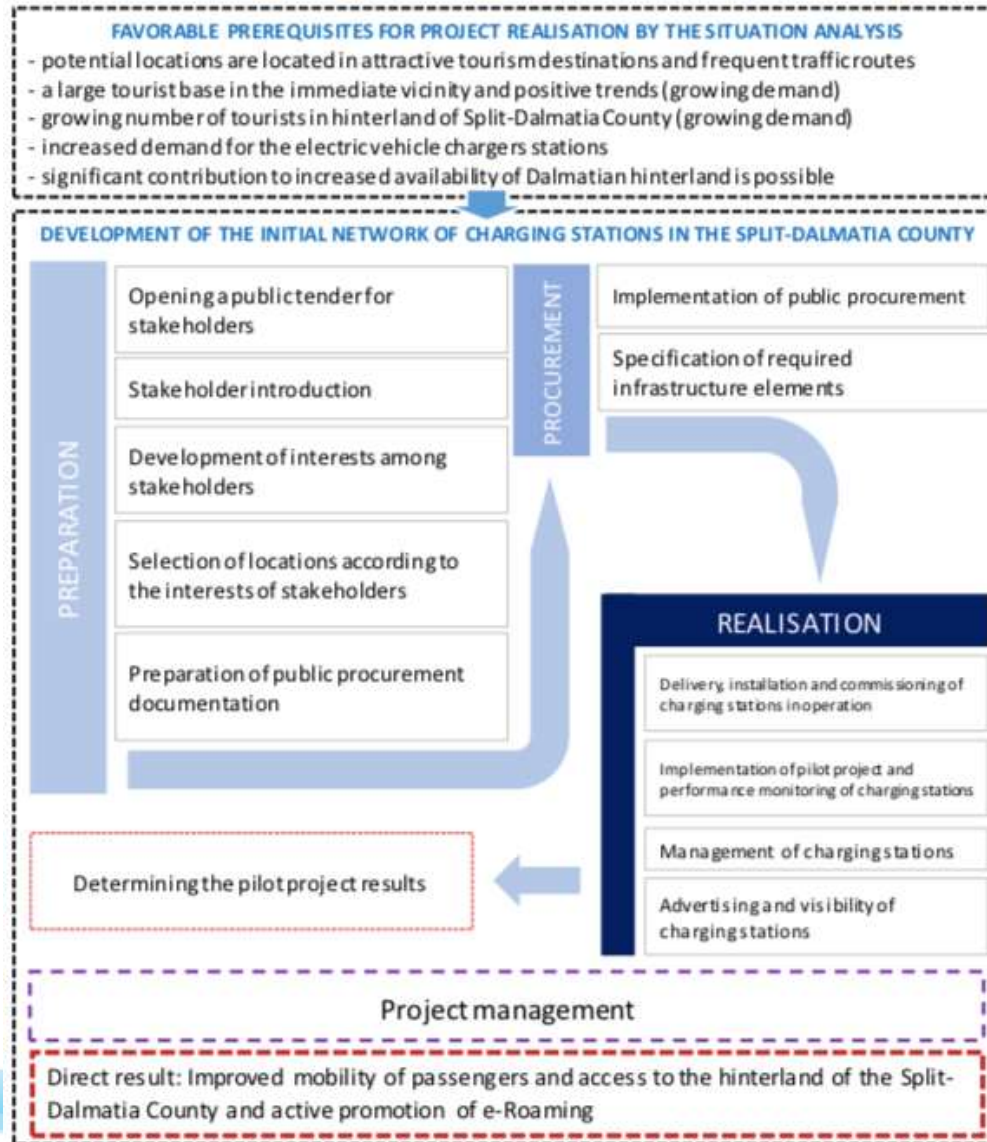 FAVORABLE PREREQUISITES FOR PROJECT REALISATION BY THE SITUATION ANALYSIS
- potential locations are located in attractive tourism destinations and frequent traffic routes
- a large tourist base in the immediate vicinity and positive trends (growing demand)
- growing number of tourists in hinterland of Split-Dalmatia County (growing demand)
- increased demand for the electric vehicle chargers stations
- significant contribution to increased availability of Dalmatian hinterland is possible
DEVELOPMENT OF THE INITIAL NETWORK OF CHARGING STATIONS IN THE SPLIT-DALMATIA COUNTY
PREPARATION
Opening a public tender for
stakeholders
Stakeholder introduction
Development of interests among
stakeholders
Selection of locations according to
the interests of stakeholders
Preparation of public procurement
documentation
PROCUREMENT
Implementation of public procurement
Specification of required
infrastructure elements
REALISATION
Delivery, installation and commissioning of
charging stations in operation
Implementation of pilot project and
performance monitoring of charging stations
Management of charging stations
Advertising and visibility of
charging stations
Determining the pilot project results
Project management
Direct result: Improved mobility of passengers and access to the hinterland of the Split-
Dalmatia County and active promotion of e-Roaming